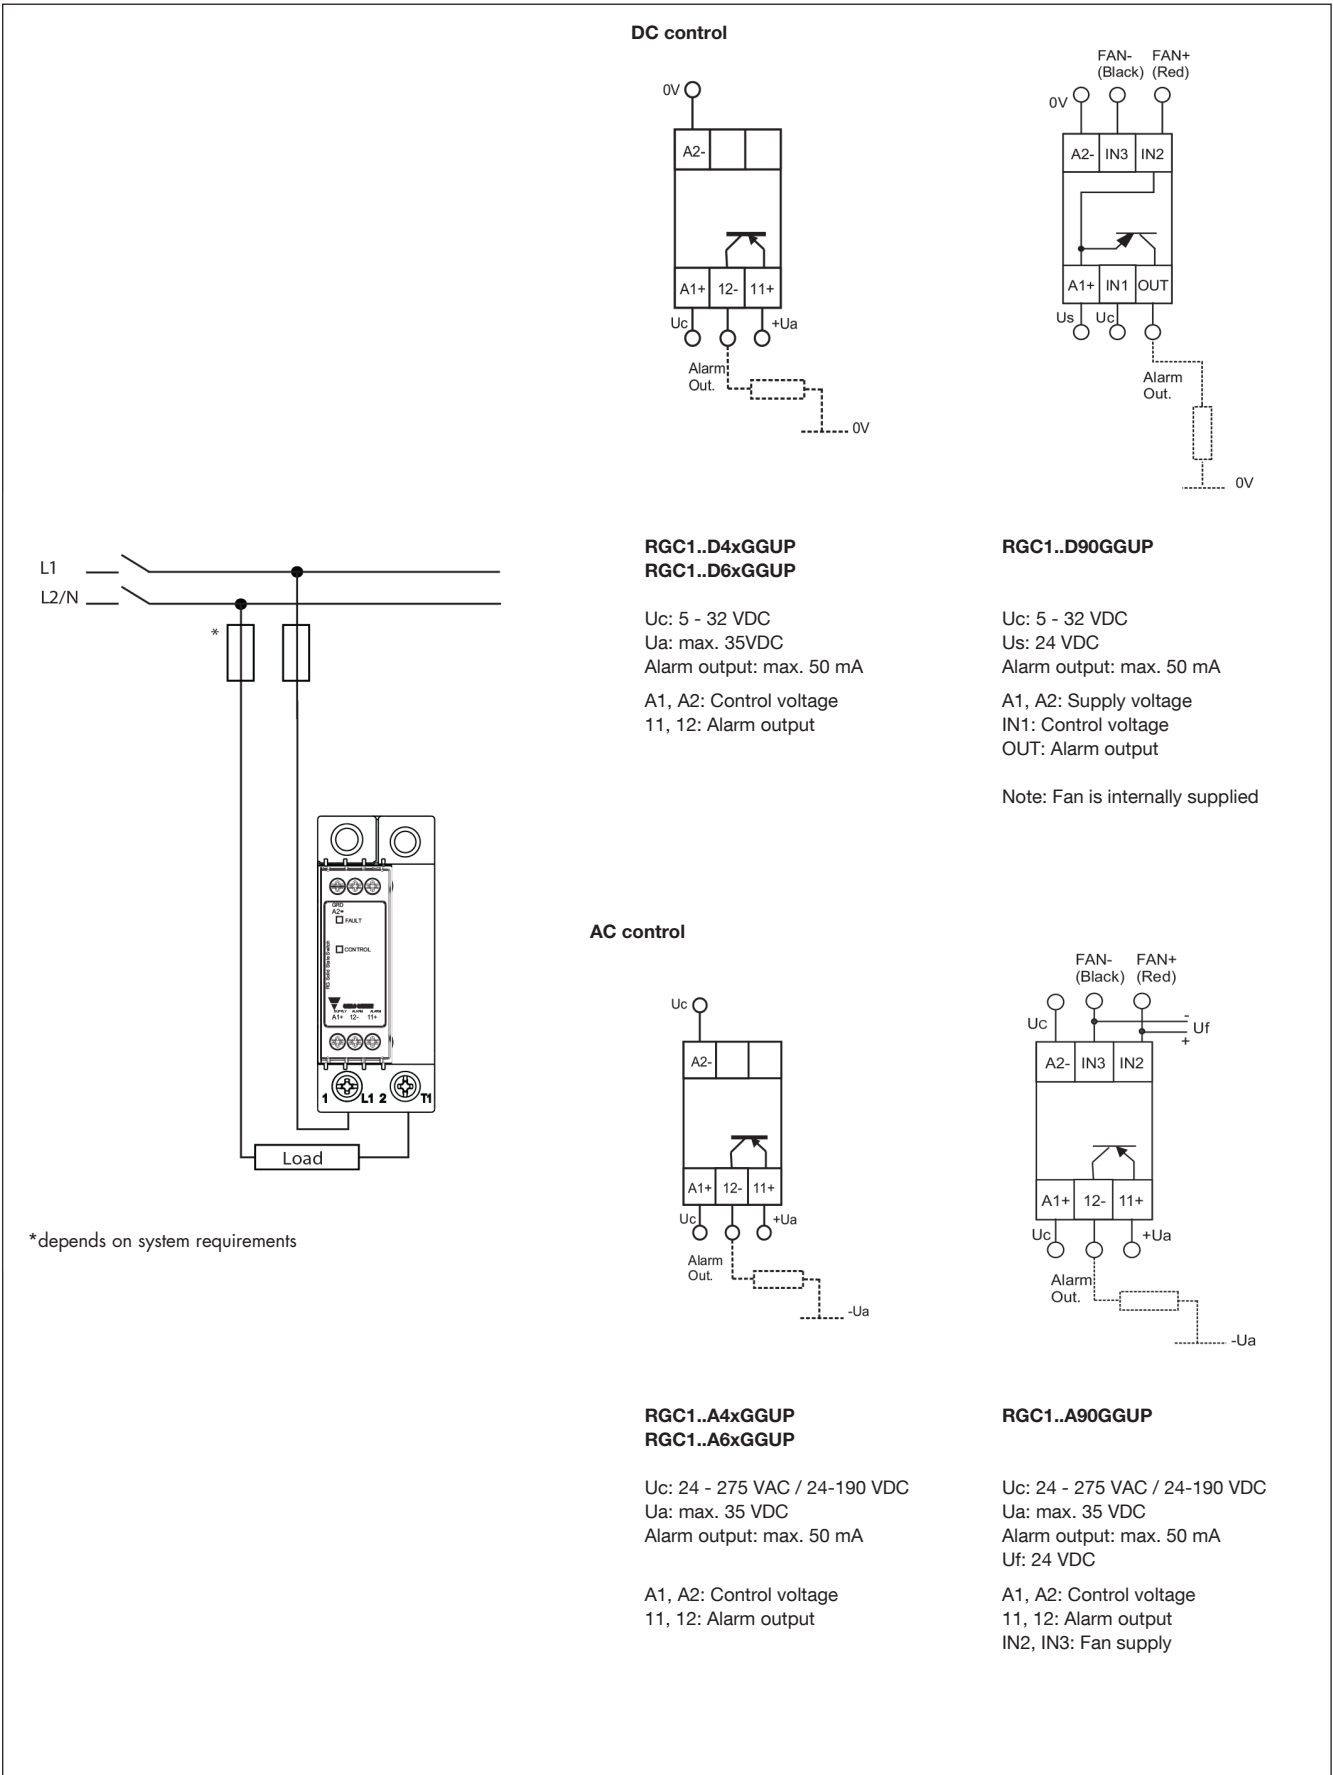 DC control
0V
A2-
A1+ 12- 11+
Uc
+Ua
Alarm
Out.
0V
FAN- FAN+
(Black) (Red)
0V
A2- IN3 IN2
A1+ IN1 OUT
Us Uc
Alarm
Out.
0V
RGC1..D4xGGUP
RGC1..D6xGGUP
Uc: 5 - 32 VDC
Ua: max. 35VDC
Alarm output: max. 50 mA
A1, A2: Control voltage
11, 12: Alarm output
RGC1..D90GGUP
Uc: 5 - 32 VDC
Us: 24 VDC
Alarm output: max. 50 mA
A1, A2: Supply voltage
IN1: Control voltage
OUT: Alarm output
Note: Fan is internally supplied
L1
L2/N
*
GRD
A2-
FAULT
CONTROL
RG Solid State Switch
SUPPLY ALARM ALARM
A1+ 12- 11+
1 L1 2 T1
Load
*depends on system requirements
AC control
Uc
A2-
A1+ 12- 11+
Uc
+Ua
Alarm
Out.
-Ua
FAN- FAN+
(Black) (Red)
Uc
-
Uf
+
A2- IN3 IN2
A1+ 12- 11+
Uc
+Ua
Alarm
Out.
-Ua
RGC1..A4xGGUP
RGC1..A6xGGUP
Uc: 24 - 275 VAC / 24-190 VDC
Ua: max. 35 VDC
Alarm output: max. 50 mA
A1, A2: Control voltage
11, 12: Alarm output
RGC1..A90GGUP
Uc: 24 - 275 VAC / 24-190 VDC
Ua: max. 35 VDC
Alarm output: max. 50 mA
Uf: 24 VDC
A1, A2: Control voltage
11, 12: Alarm output
IN2, IN3: Fan supply